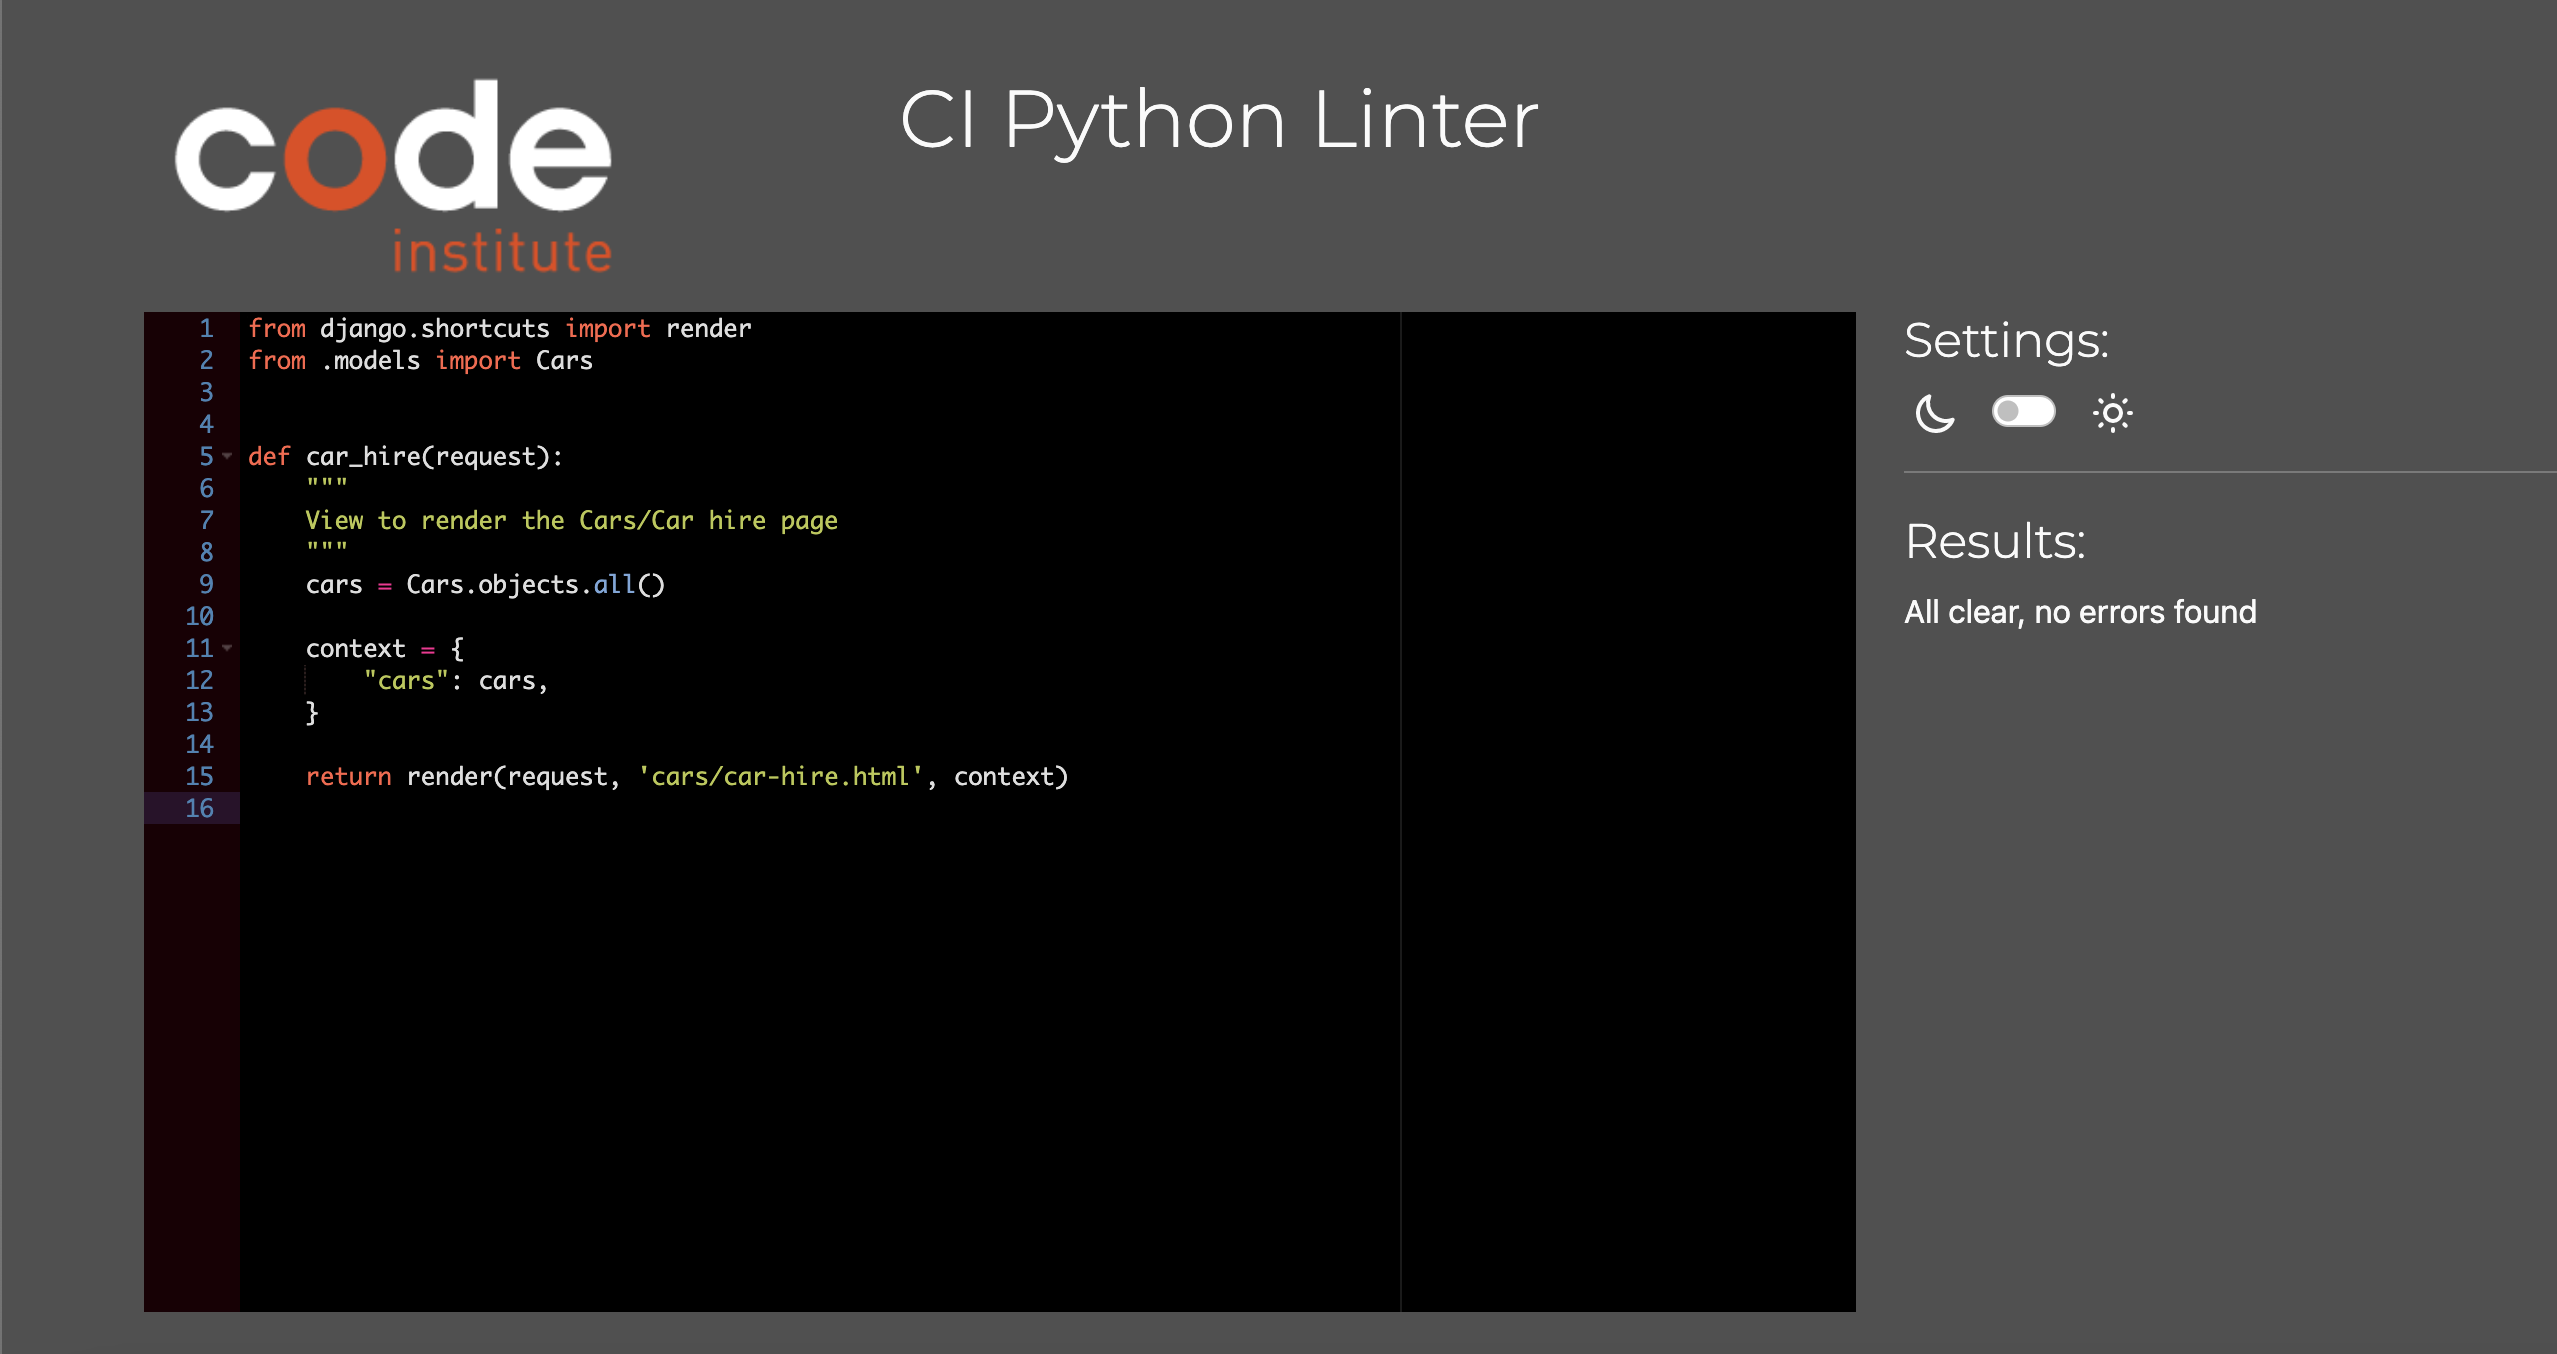 code
institute
CI Python Linter
1 from django.shortcuts import render
2 from .models import Cars
3
4
5 def car_hire(request):
6     """
7     View to render the Cars/Car hire page
8     """
9     cars = Cars.objects.all()
10
11     context = {
12         "cars": cars,
13     }
14
15     return render(request, 'cars/car-hire.html', context)
16
Settings:
Results:
All clear, no errors found